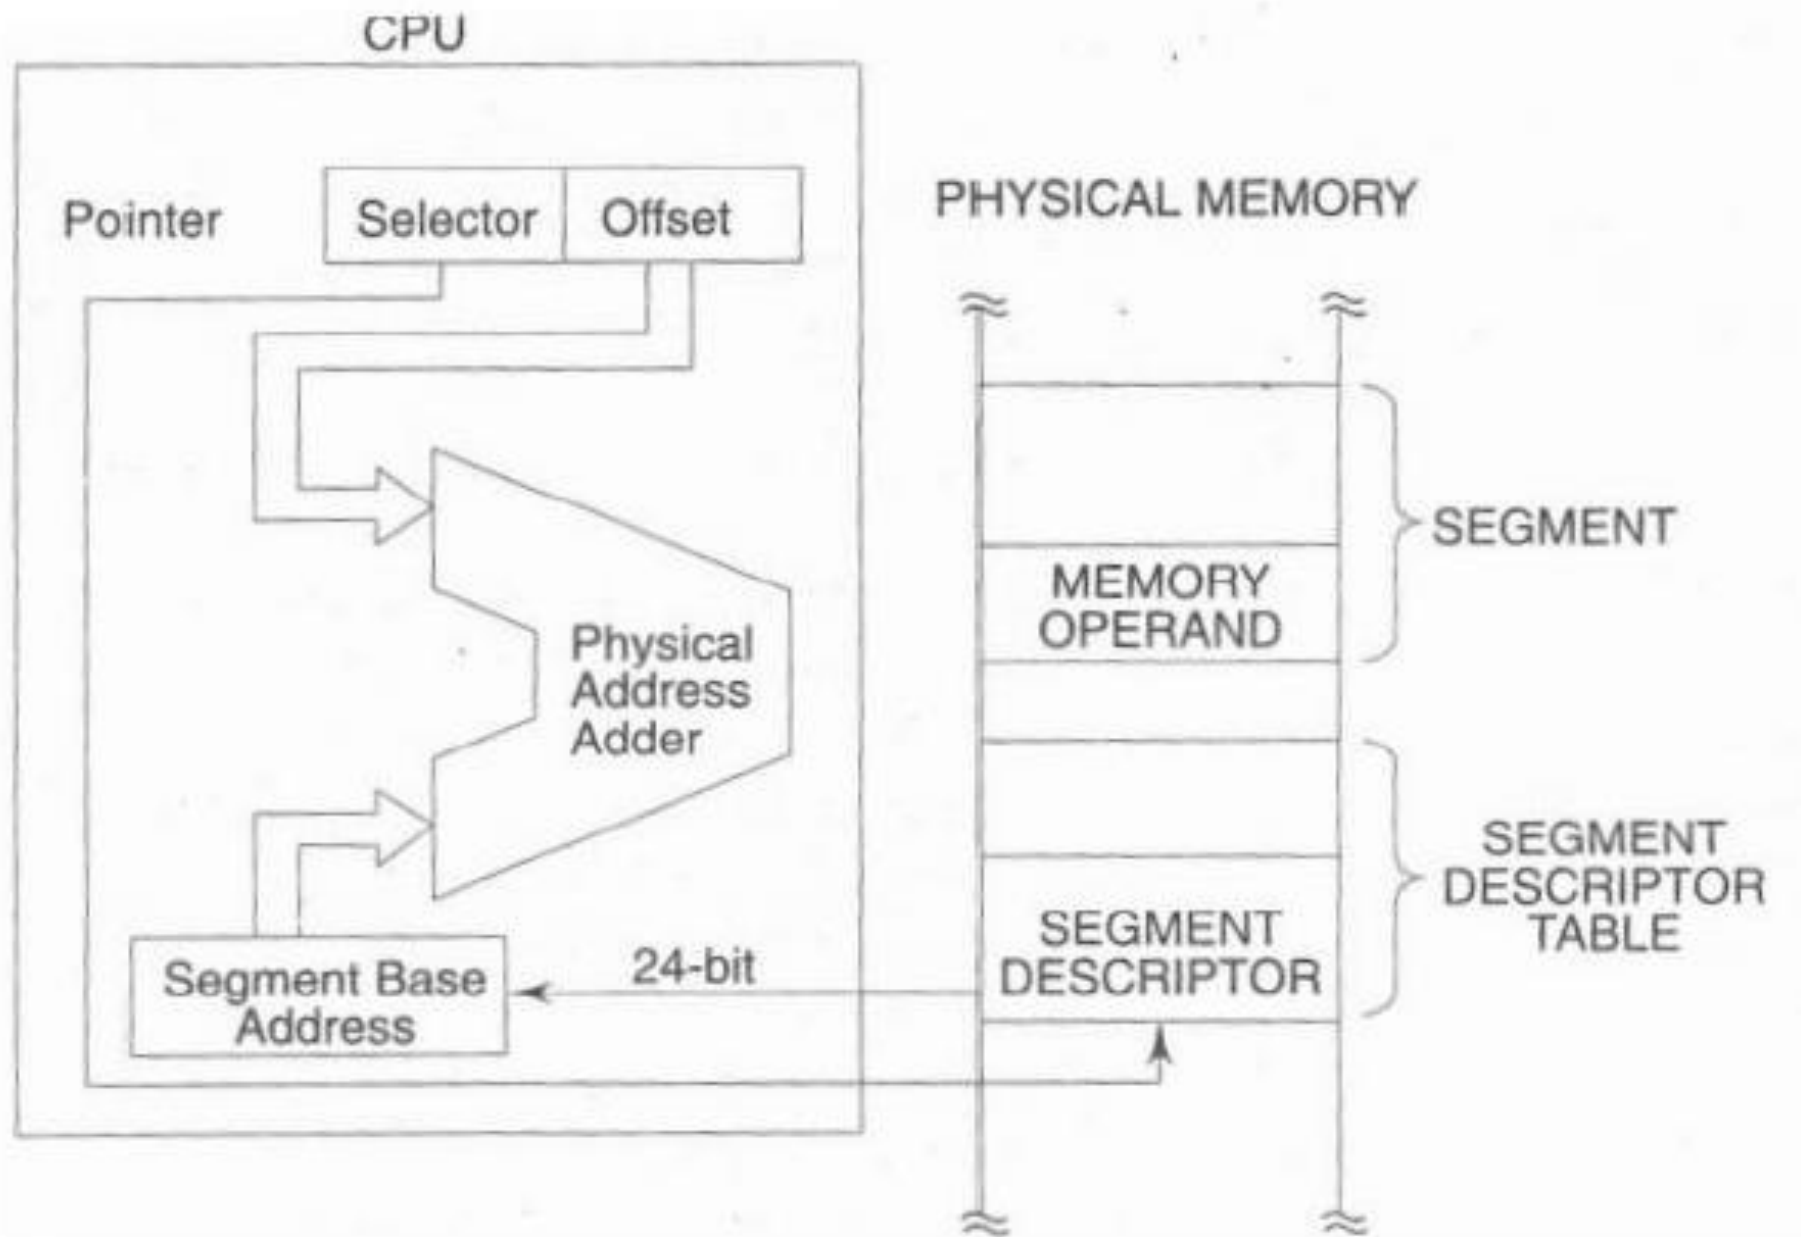 CPU
Pointer
Selector
Offset
PHYSICAL MEMORY
SEGMENT
MEMORY
OPERAND
Physical
Address
Adder
SEGMENT
DESCRIPTOR
TABLE
SEGMENT
DESCRIPTOR
24-bit
Segment Base
Address